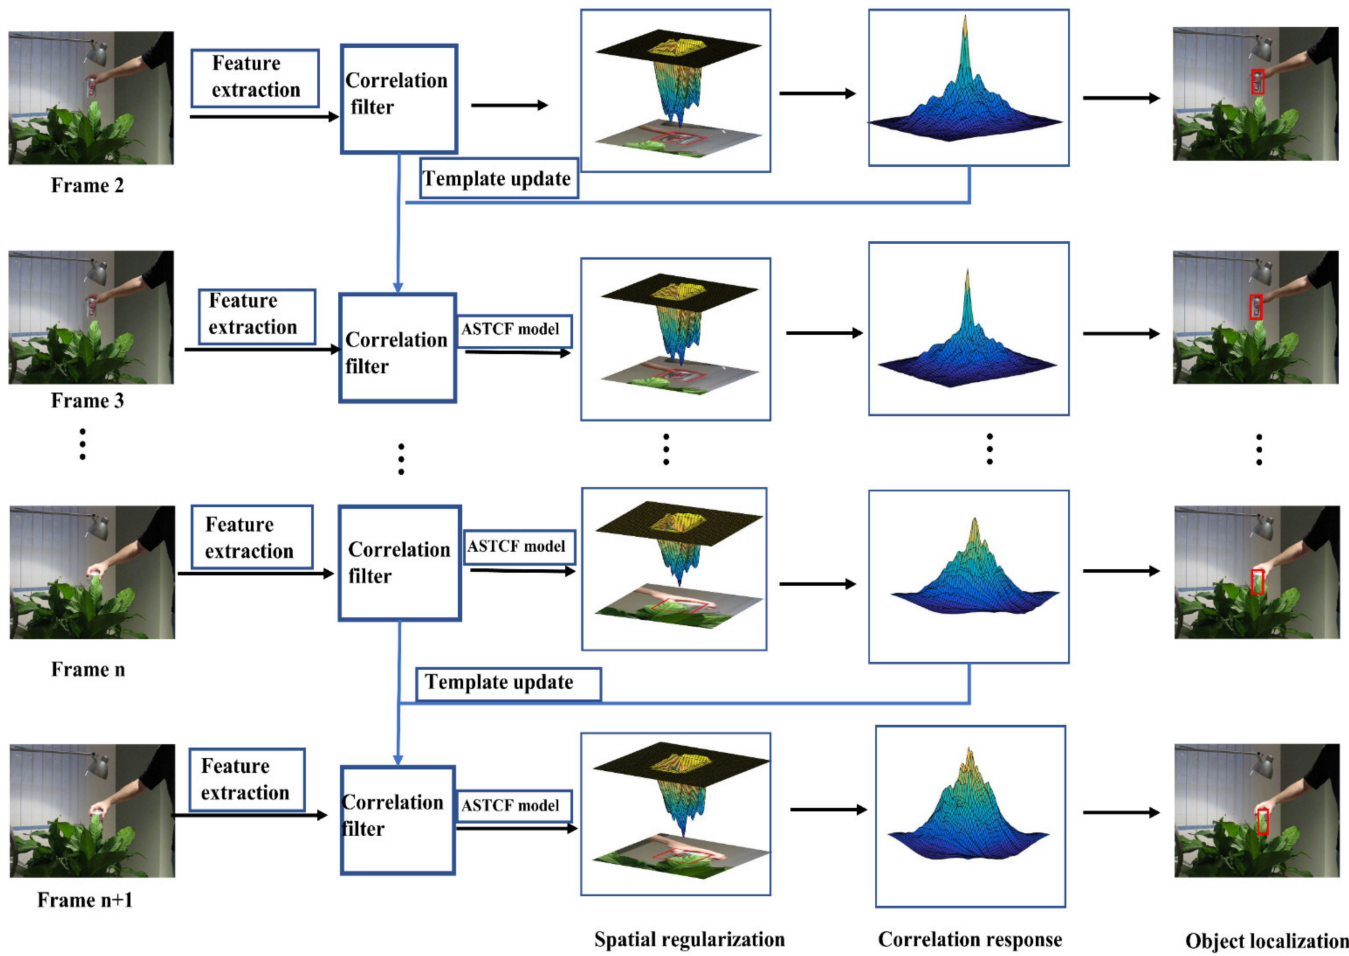 Feature
extraction
Correlation
filter
Frame 2
Template update
Feature
extraction
Correlation
filter
ASTCF model
Frame 3
Feature
extraction
Correlation
filter
ASTCF model
Frame n
Template update
Feature
extraction
Correlation
filter
ASTCF model
Frame n+1
Spatial regularization
Correlation response
Object localization